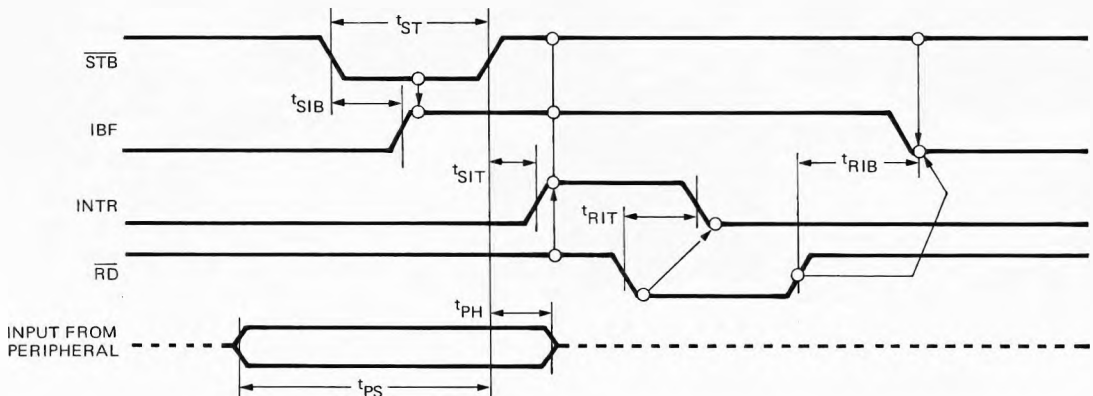 tST
STB
tSIB
IBF
tSIT
tRIB
INTR
tRIT
RD
tPH
INPUT FROM
PERIPHERAL
tPS